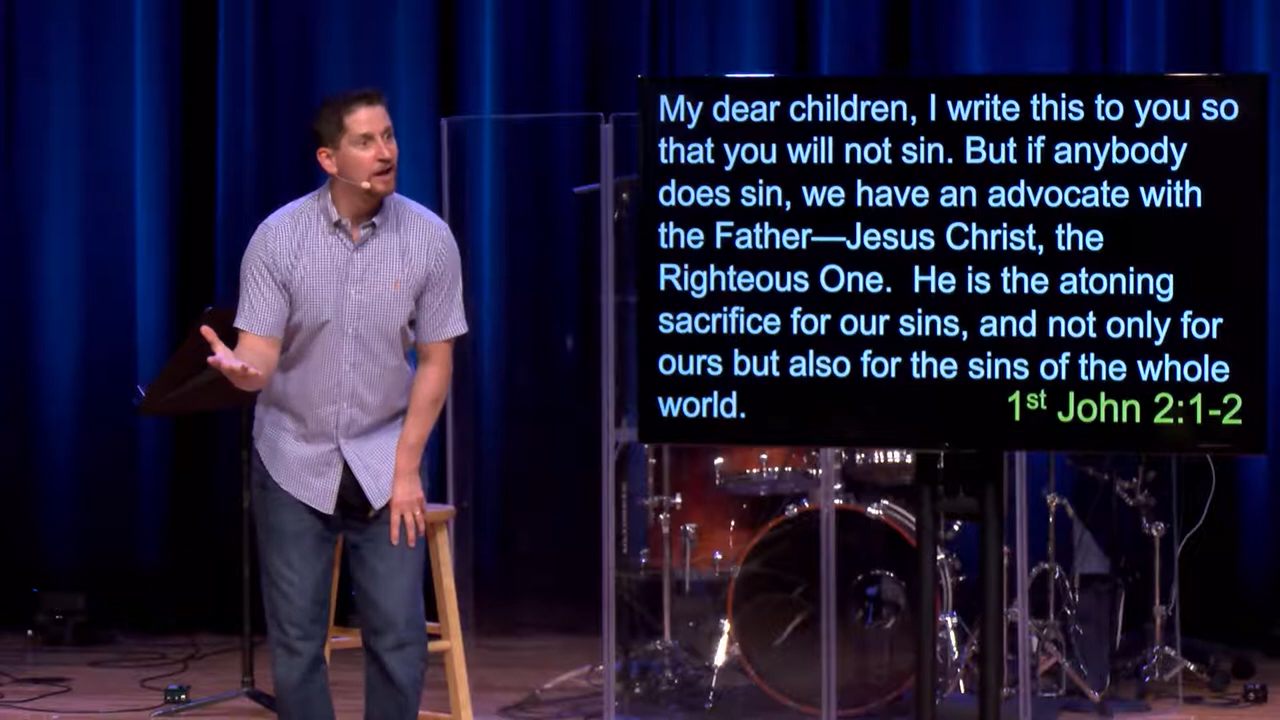 My dear children, I write this to you so
that you will not sin. But if anybody
does sin, we have an advocate with
the Father—Jesus Christ, the
Righteous One.  He is the atoning
sacrifice for our sins, and not only for
ours but also for the sins of the whole
world.
1st John 2:1-2